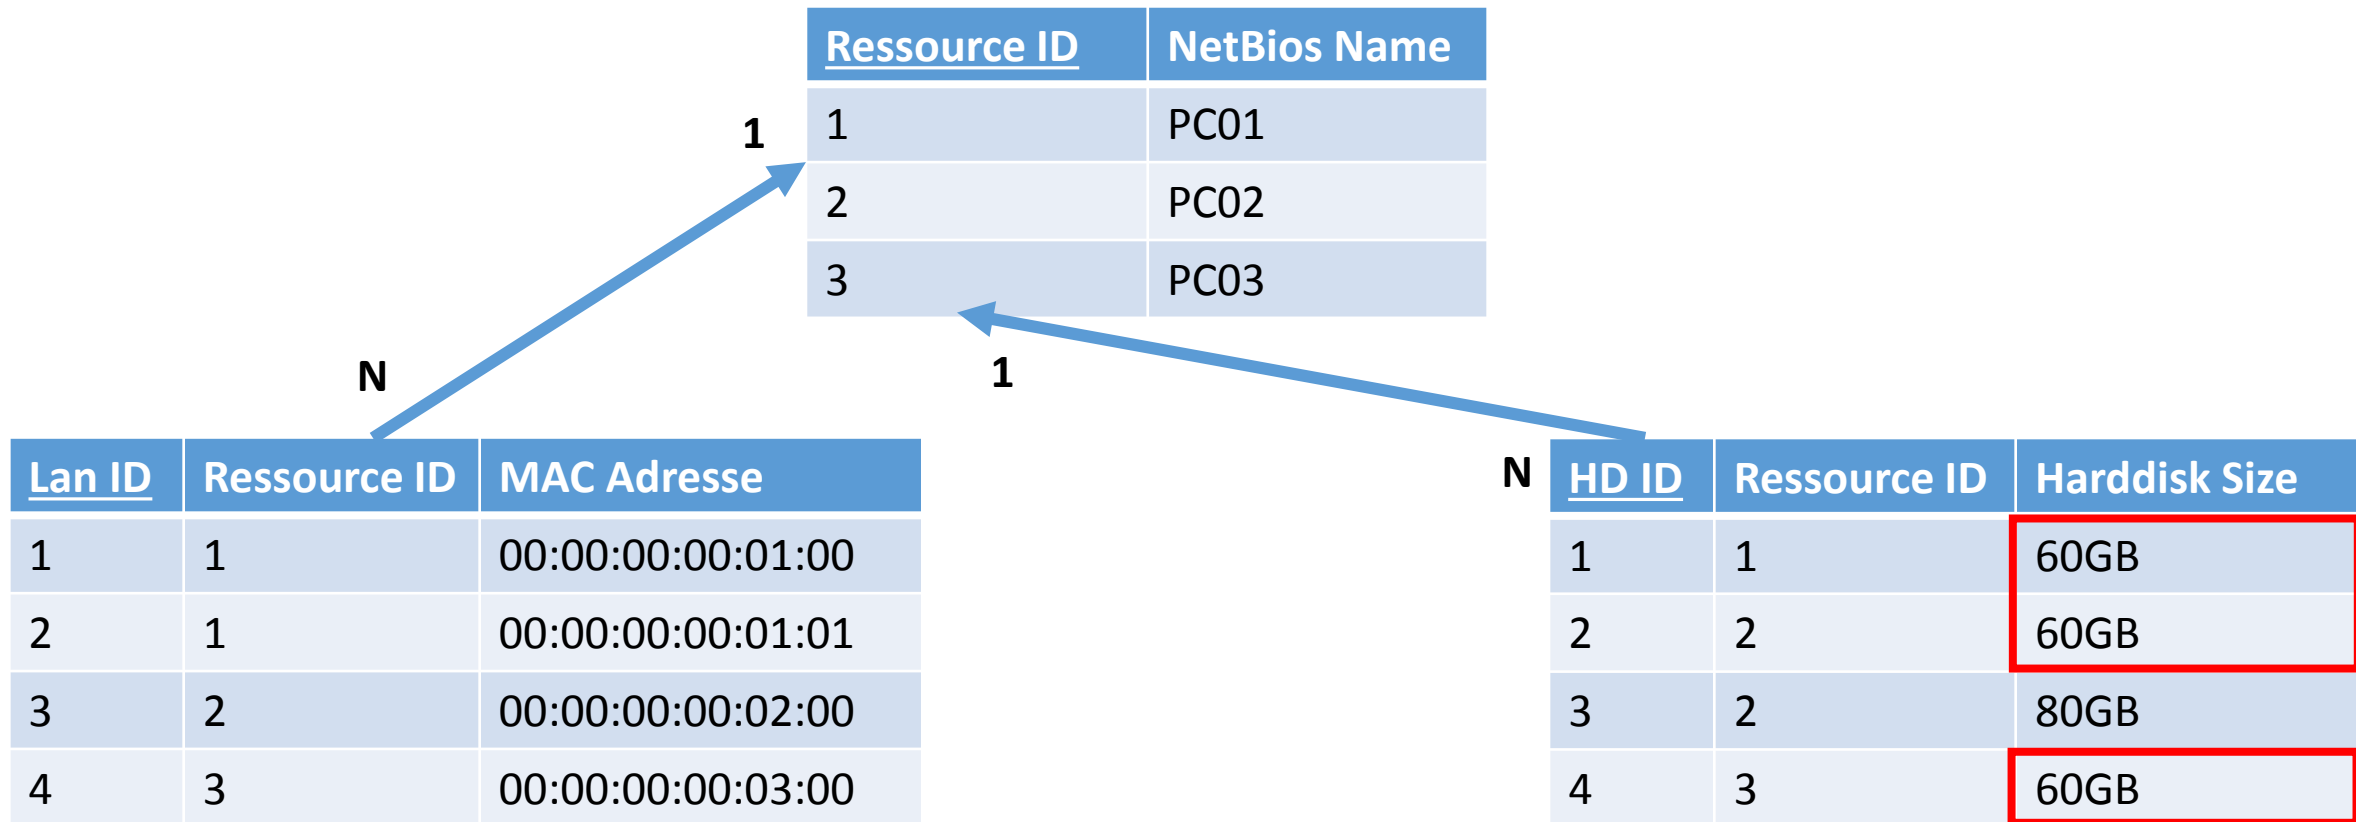 Ressource ID NetBios Name
1 PC01
2 PC02
3 PC03
1
N
1
Lan ID Ressource ID MAC Adresse
1 1 00:00:00:00:01:00
2 1 00:00:00:00:01:01
3 2 00:00:00:00:02:00
4 3 00:00:00:00:03:00
N
HD ID Ressource ID Harddisk Size
1 1 60GB
2 2 60GB
3 2 80GB
4 3 60GB